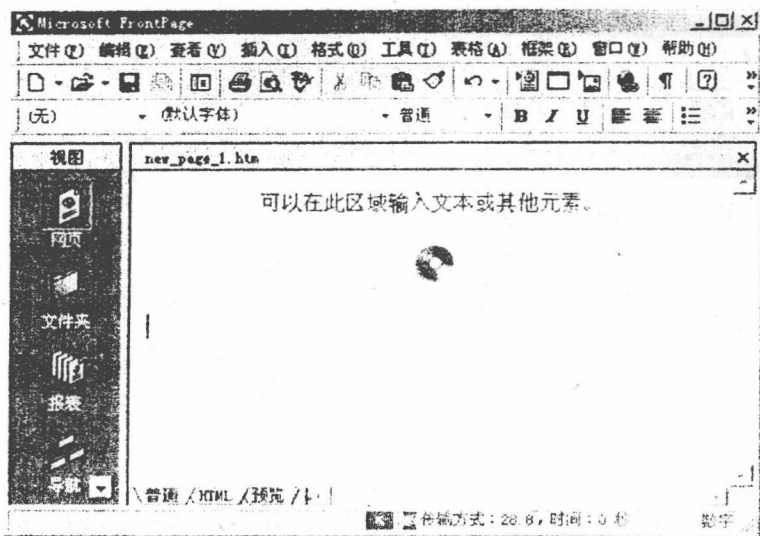 Microsoft FrontPage
文件(F) 编辑(E) 查看(V) 插入(I) 格式(O) 工具(T) 表格(A) 框架(R) 窗口(W) 帮助(H)
(无) (默认字体) 普通 B I U
视图 new_page_1.htm
可以在此区域输入文本或其他元素。
网页
文件夹
报表
导航
普通 HTML 预览
传输方式:28.8,时间:0 秒 数字